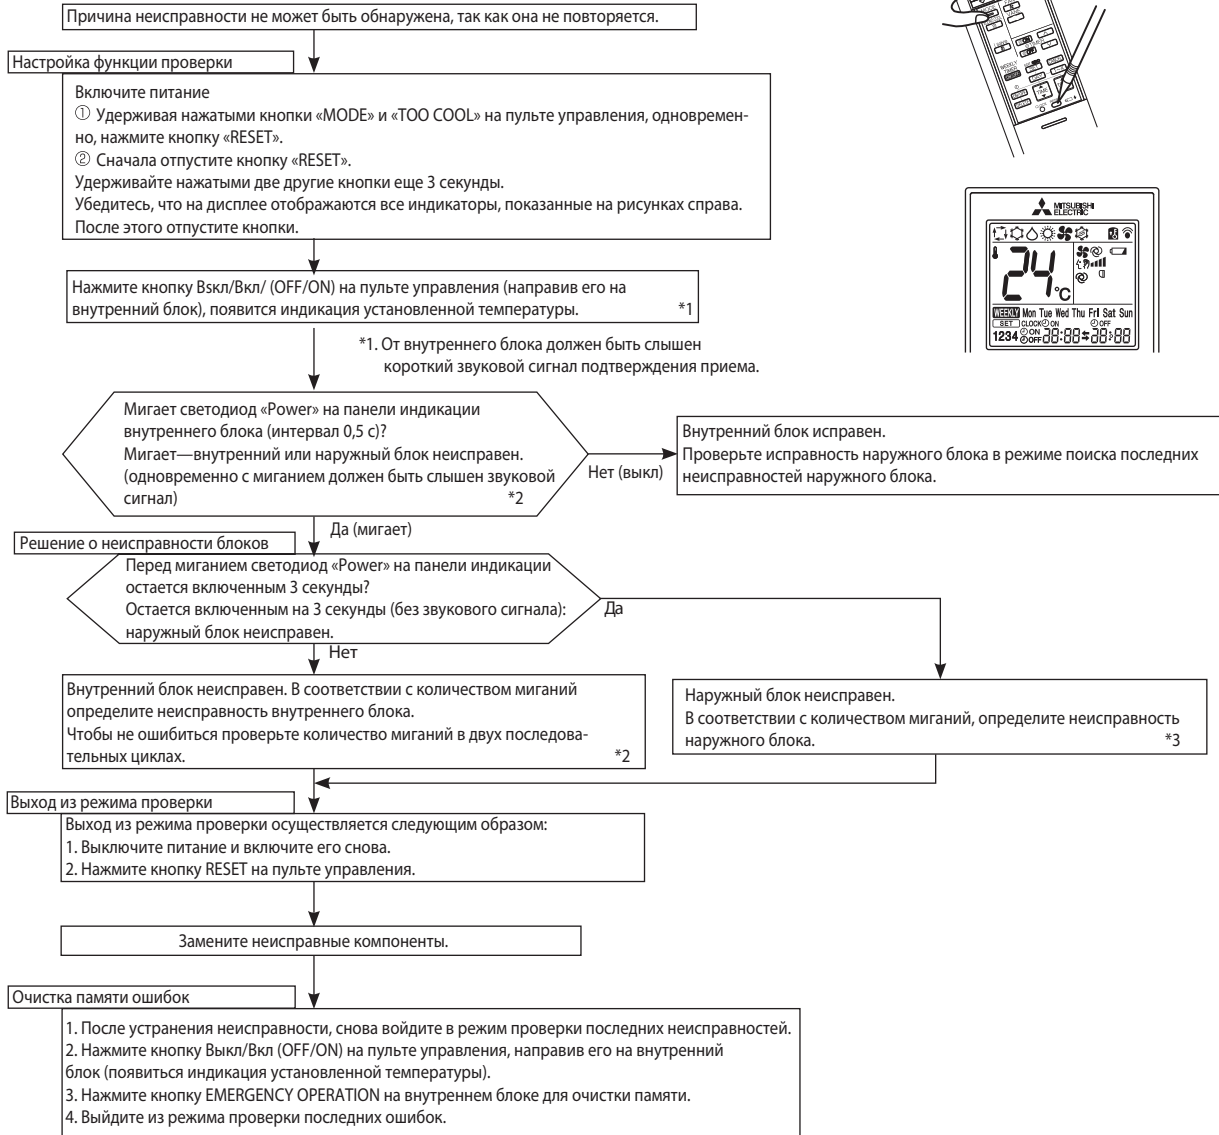 Причина неисправности не может быть обнаружена, так как она не повторяется.
Настройка функции проверки
Включите питание
① Удерживая нажатыми кнопки «MODE» и «TOO COOL» на пульте управления, одновремен-
но, нажмите кнопку «RESET».
② Сначала отпустите кнопку «RESET».
Удерживайте нажатыми две другие кнопки еще 3 секунды.
Убедитесь, что на дисплее отображаются все индикаторы, показанные на рисунках справа.
После этого отпустите кнопки.
WEEKLY
TIMER
ON
OFF
TIME
MITSUBISHI
ELECTRIC
24°C
WEEKLY Mon Tue Wed Thu Fri Sat Sun
SET CLOCK ON OFF
1234 ON OFF 28:88 28:88
Нажмите кнопку Вsкл/Вкл/ (OFF/ON) на пульте управления (направив его на
внутренний блок), появится индикация установленной температуры. *1
*1. От внутреннего блока должен быть слышен
короткий звуковой сигнал подтверждения приема.
Мигает светодиод «Power» на панели индикации
внутреннего блока (интервал 0,5 с)?
Мигает—внутренний или наружный блок неисправен.
(одновременно с миганием должен быть слышен звуковой
сигнал) *2
Нет (выкл)
Внутренний блок исправен.
Проверьте исправность наружного блока в режиме поиска последних
неисправностей наружного блока.
Да (мигает)
Решение о неисправности блоков
Перед миганием светодиод «Power» на панели индикации
остается включенным 3 секунды?
Остается включенным на 3 секунды (без звукового сигнала):
наружный блок неисправен.
Да
Нет
Внутренний блок неисправен. В соответствии с количеством миганий
определите неисправность внутреннего блока.
Чтобы не ошибиться проверьте количество миганий в двух последова-
тельных циклах. *2
Наружный блок неисправен.
В соответствии с количеством миганий, определите неисправность
наружного блока. *3
Выход из режима проверки
Выход из режима проверки осуществляется следующим образом:
1. Выключите питание и включите его снова.
2. Нажмите кнопку RESET на пульте управления.
Замените неисправные компоненты.
Очистка памяти ошибок
1. После устранения неисправности, снова войдите в режим проверки последних неисправностей.
2. Нажмите кнопку Выкл/Вкл (OFF/ON) на пульте управления, направив его на внутренний
блок (появиться индикация установленной температуры).
3. Нажмите кнопку EMERGENCY OPERATION на внутреннем блоке для очистки памяти.
4. Выйдите из режима проверки последних ошибок.